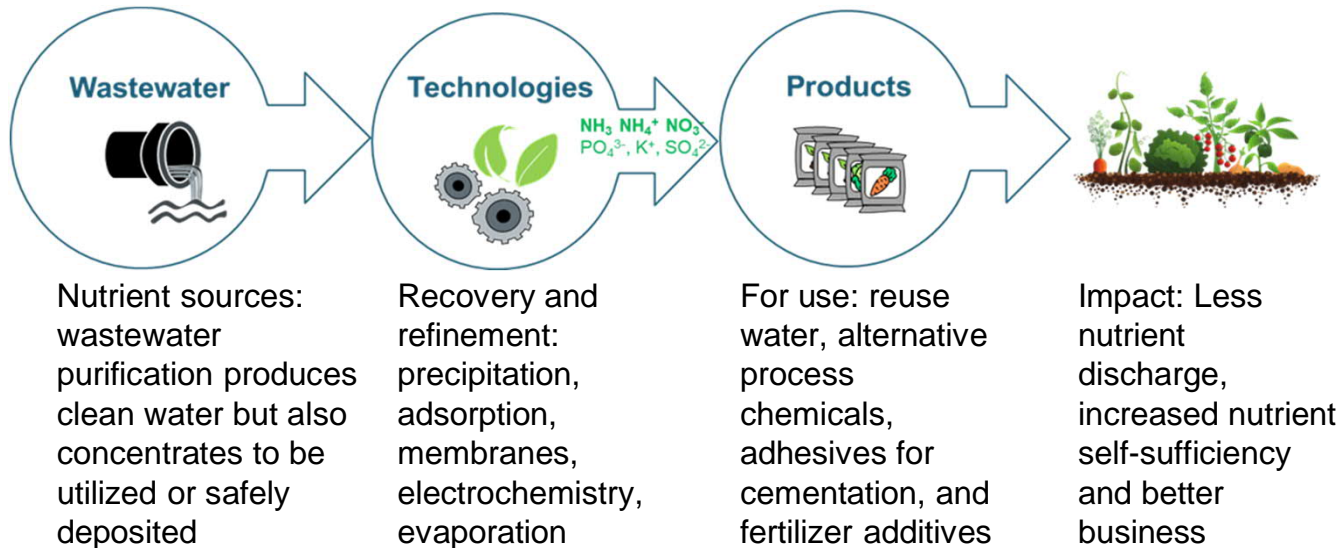 Wastewater
Technologies
NH₃ NH₄⁺ NO₃⁻
PO₄³⁻, K⁺, SO₄²⁻
Products
Nutrient sources:
wastewater
purification produces
clean water but also
concentrates to be
utilized or safely
deposited
Recovery and
refinement:
precipitation,
adsorption,
membranes,
electrochemistry,
evaporation
For use: reuse
water, alternative
process
chemicals,
adhesives for
cementation, and
fertilizer additives
Impact: Less
nutrient
discharge,
increased nutrient
self-sufficiency
and better
business